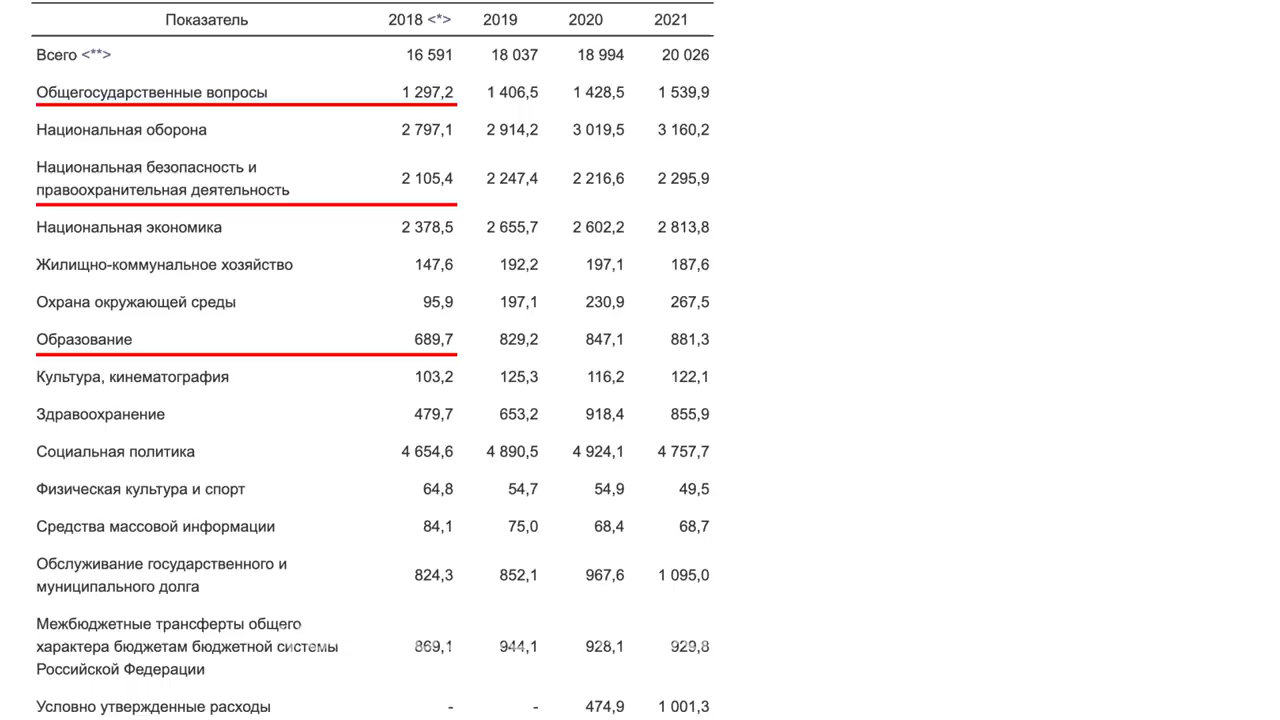 Показатель 2018 <*> 2019 2020 2021
Всего <**> 16 591 18 037 18 994 20 026
Общегосударственные вопросы 1 297,2 1 406,5 1 428,5 1 539,9
Национальная оборона 2 797,1 2 914,2 3 019,5 3 160,2
Национальная безопасность и
правоохранительная деятельность 2 105,4 2 247,4 2 216,6 2 295,9
Национальная экономика 2 378,5 2 655,7 2 602,2 2 813,8
Жилищно-коммунальное хозяйство 147,6 192,2 197,1 187,6
Охрана окружающей среды 95,9 197,1 230,9 267,5
Образование 689,7 829,2 847,1 881,3
Культура, кинематография 103,2 125,3 116,2 122,1
Здравоохранение 479,7 653,2 918,4 855,9
Социальная политика 4 654,6 4 890,5 4 924,1 4 757,7
Физическая культура и спорт 64,8 54,7 54,9 49,5
Средства массовой информации 84,1 75,0 68,4 68,7
Обслуживание государственного и
муниципального долга 824,3 852,1 967,6 1 095,0
Межбюджетные трансферты общего
характера бюджетам бюджетной системы 869,1 944,1 928,1 929,8
Российской Федерации
Условно утвержденные расходы - - 474,9 1 001,3